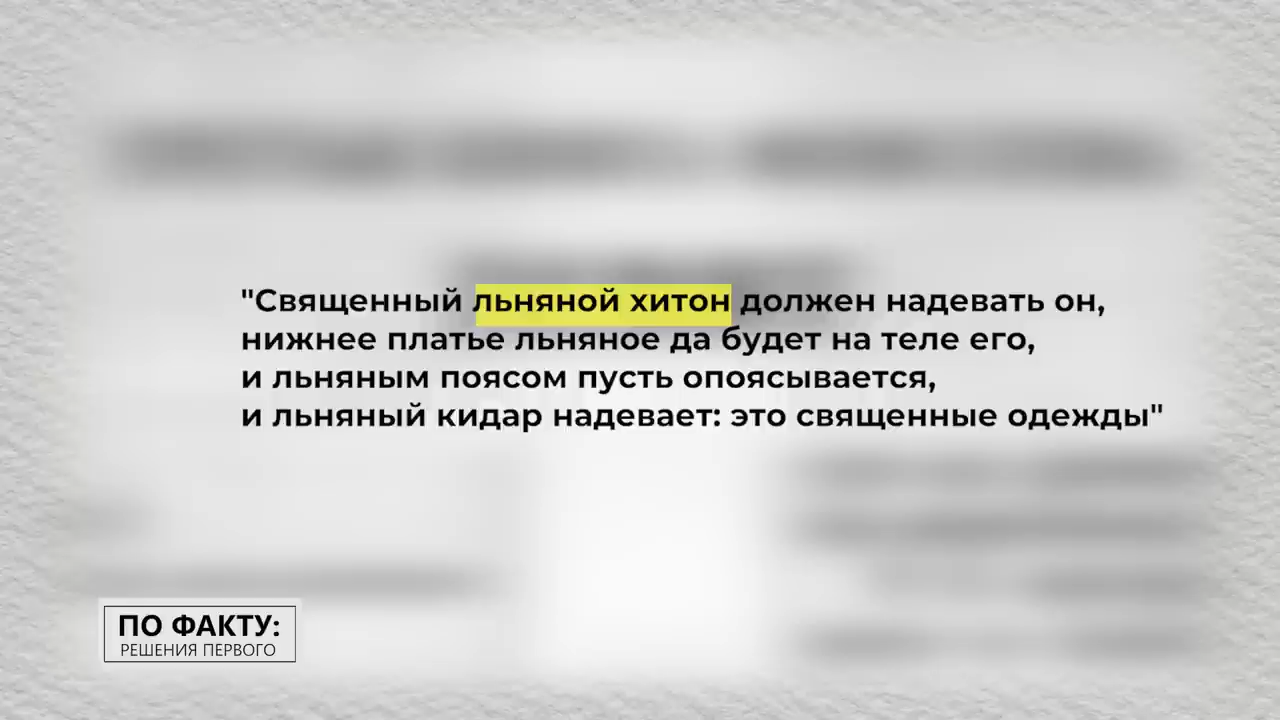 "Священный льняной хитон должен надевать он,
нижнее платье льняное да будет на теле его,
и льняным поясом пусть опоясывается,
и льняный кидар надевает: это священные одежды"
ПО ФАКТУ:
РЕШЕНИЯ ПЕРВОГО